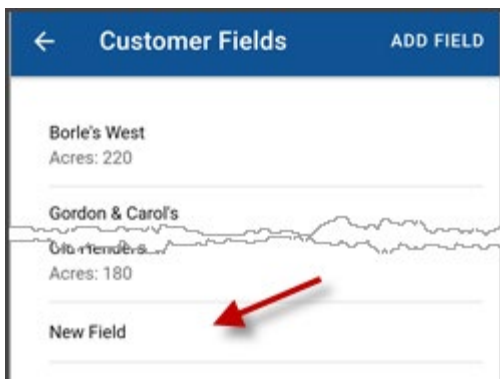 Customer Fields
ADD FIELD
Borle's West
Acres: 220
Gordon & Carol's
Acres: 180
New Field